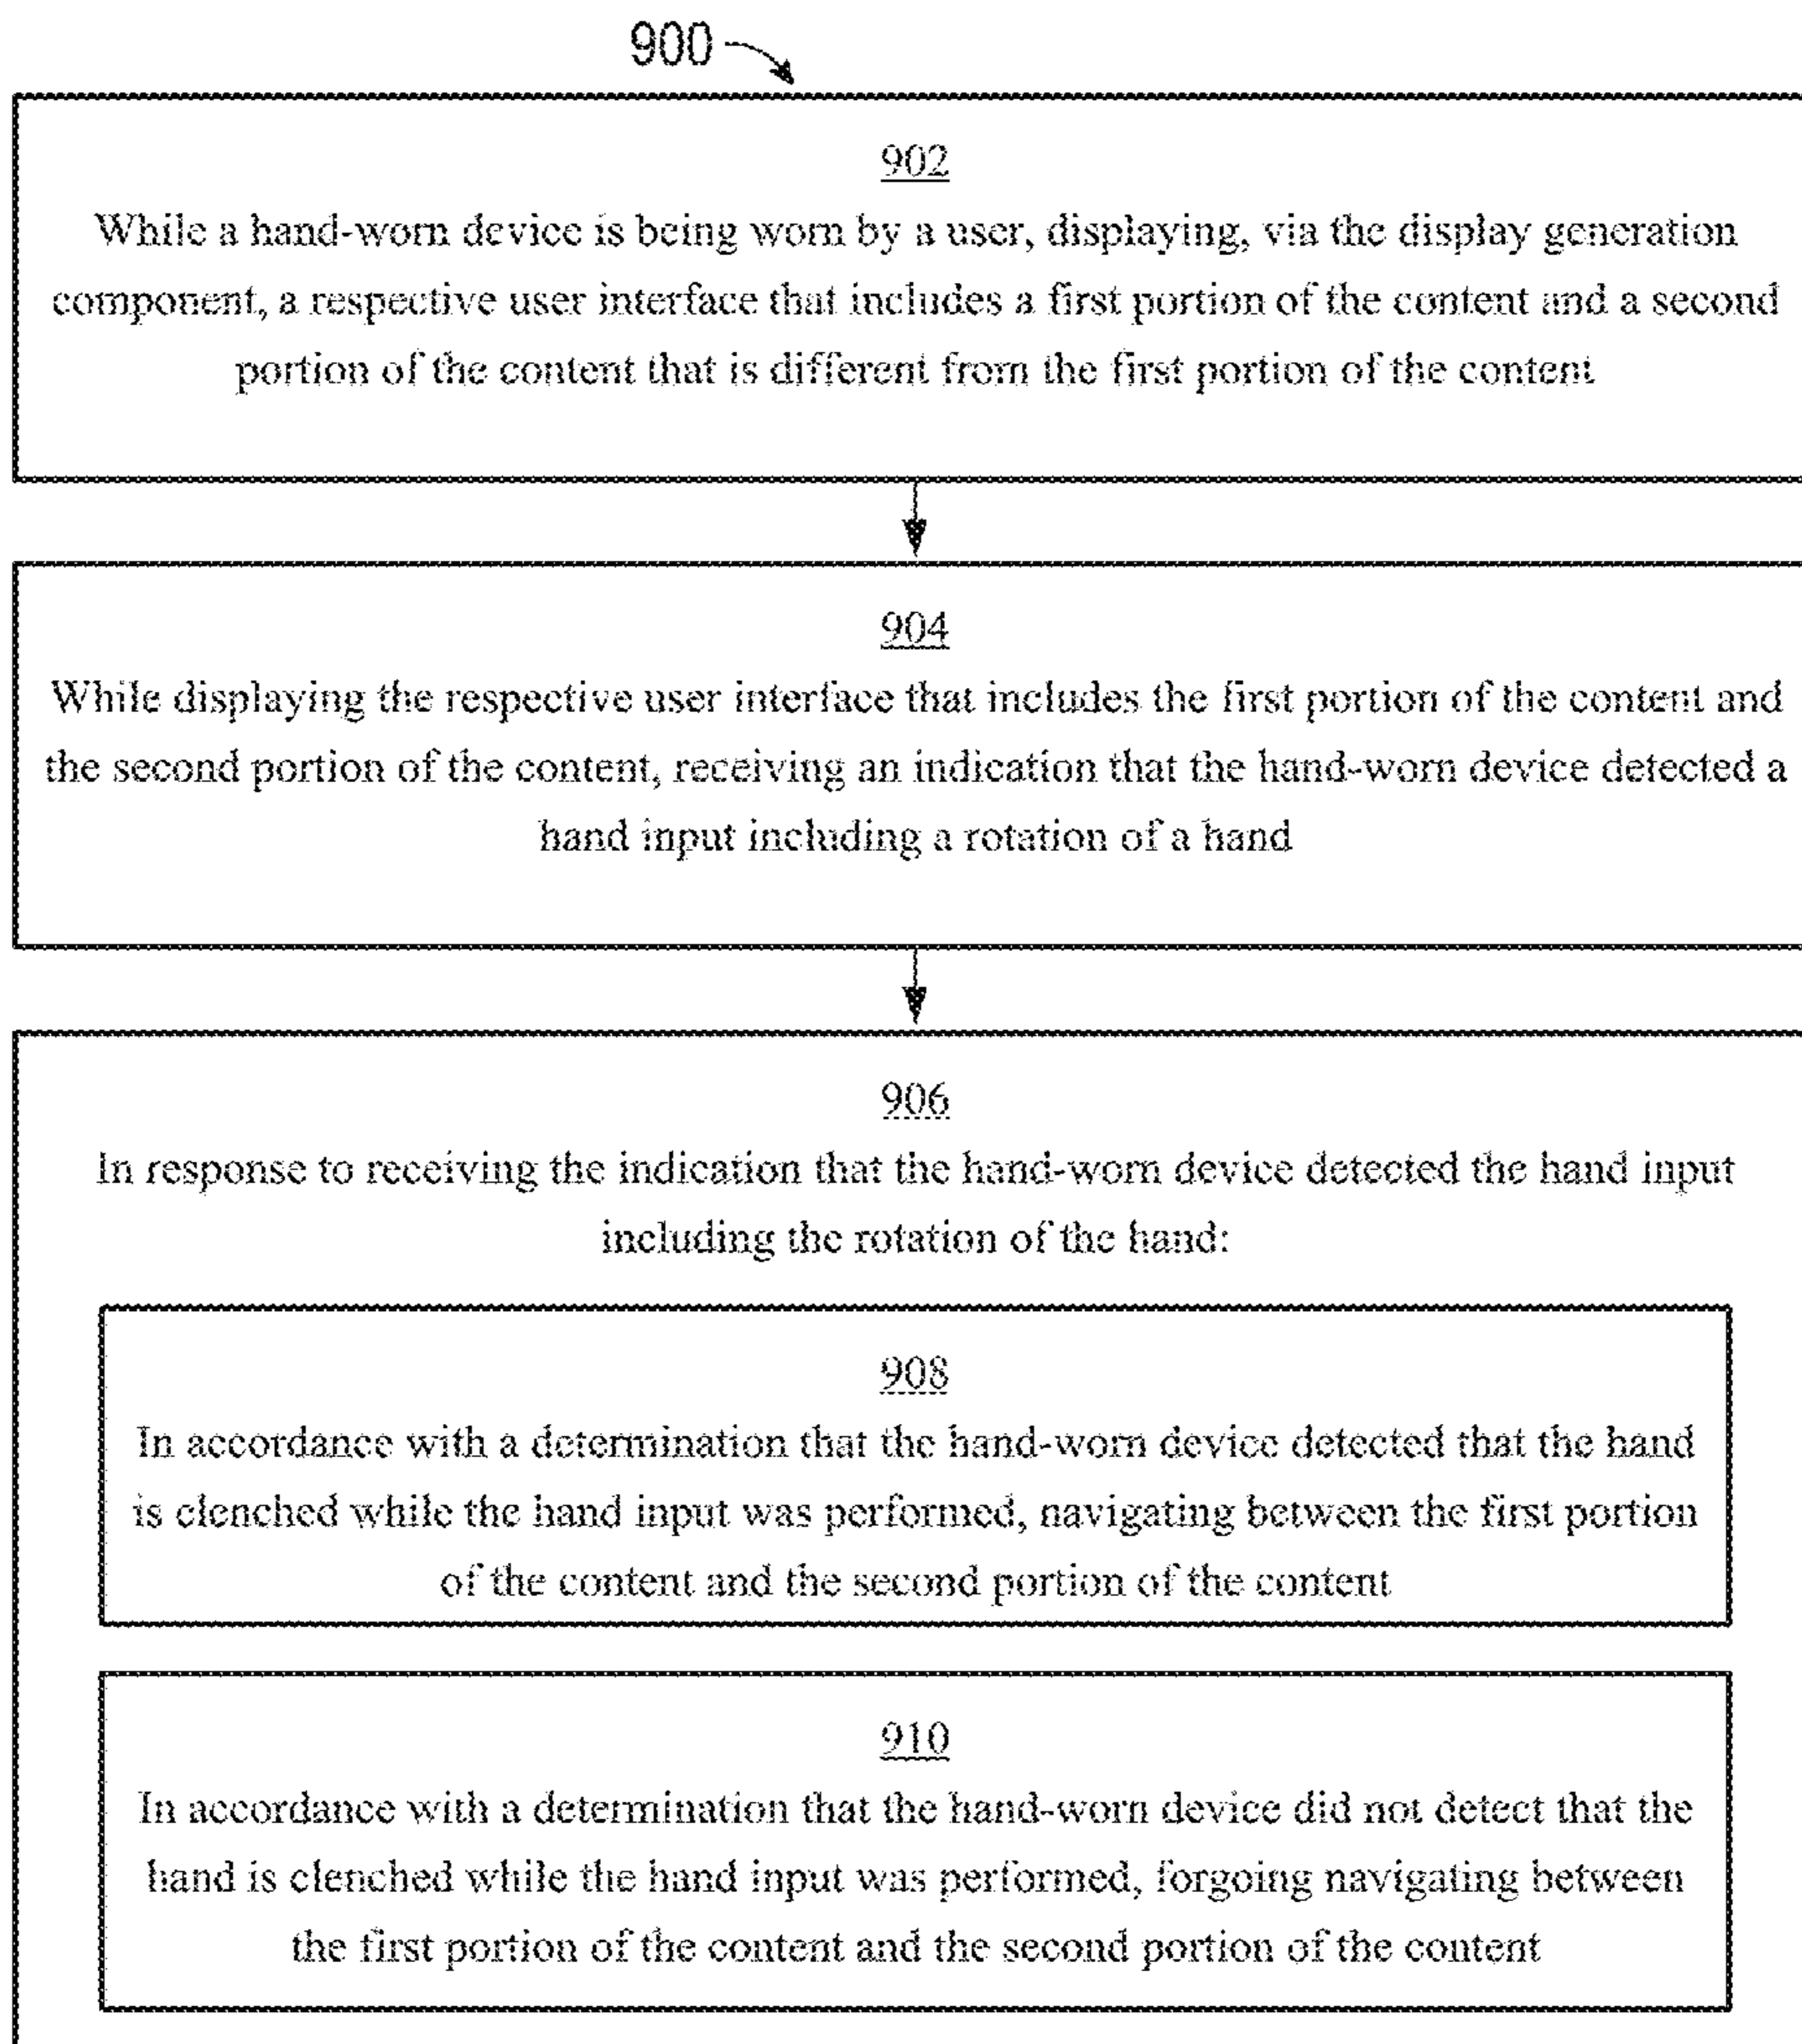 900
902
While a hand-worn device is being worn by a user, displaying, via the display generation
component, a respective user interface that includes a first portion of the content and a second
portion of the content that is different from the first portion of the content
904
While displaying the respective user interface that includes the first portion of the content and
the second portion of the content, receiving an indication that the hand-worn device detected a
hand input including a rotation of a hand
906
In response to receiving the indication that the hand-worn device detected the hand input
including the rotation of the hand:
908
In accordance with a determination that the hand-worn device detected that the hand
is clenched while the hand input was performed, navigating between the first portion
of the content and the second portion of the content
910
In accordance with a determination that the hand-worn device did not detect that the
hand is clenched while the hand input was performed, forgoing navigating between
the first portion of the content and the second portion of the content